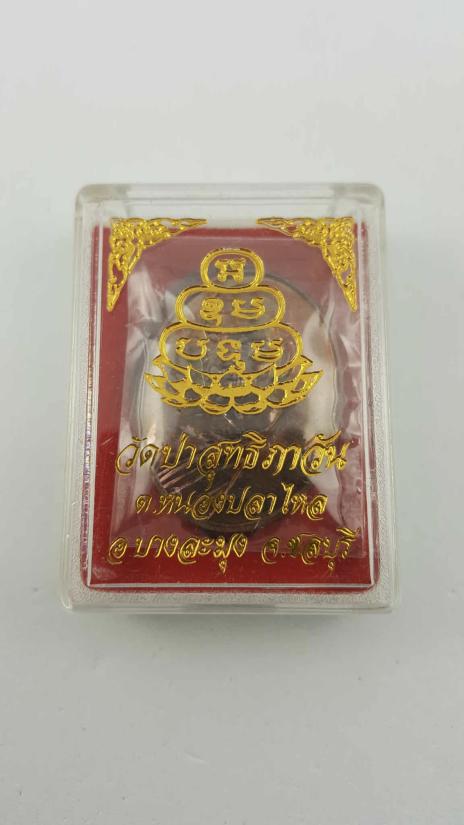 วัดป่าสุทธิภาวัน
ต.หนองปลาไหล
อ.บางละมุง จ.ชลบุรี